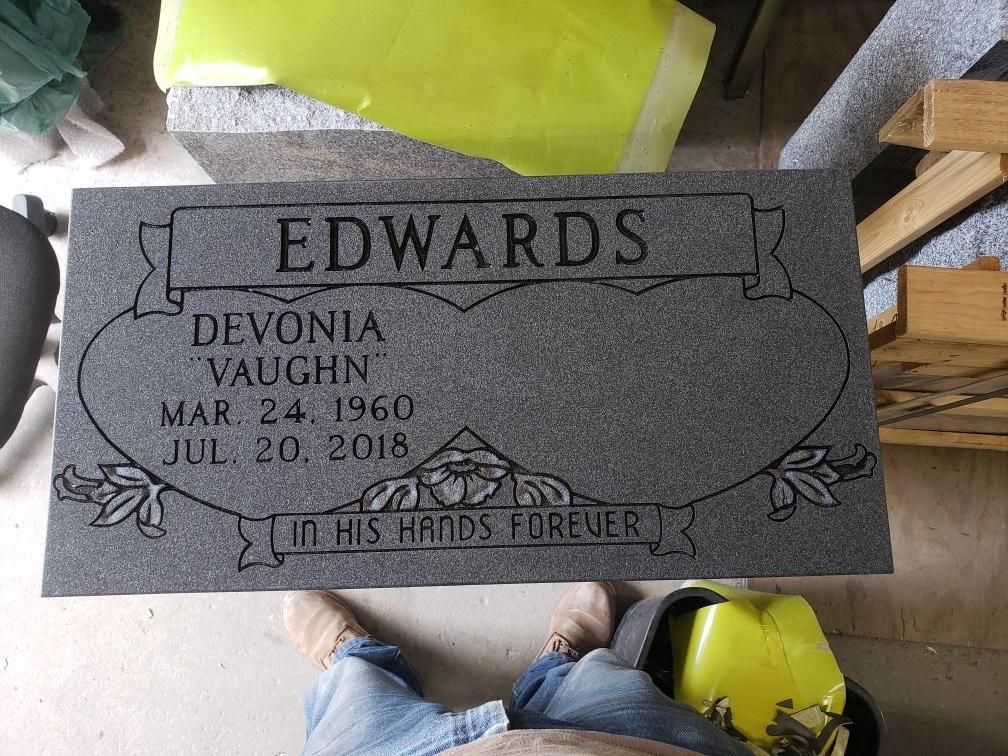 EDWARDS
DEVONIA
"VAUGHN"
MAR. 24, 1960
JUL. 20, 2018
IN HIS HANDS FOREVER